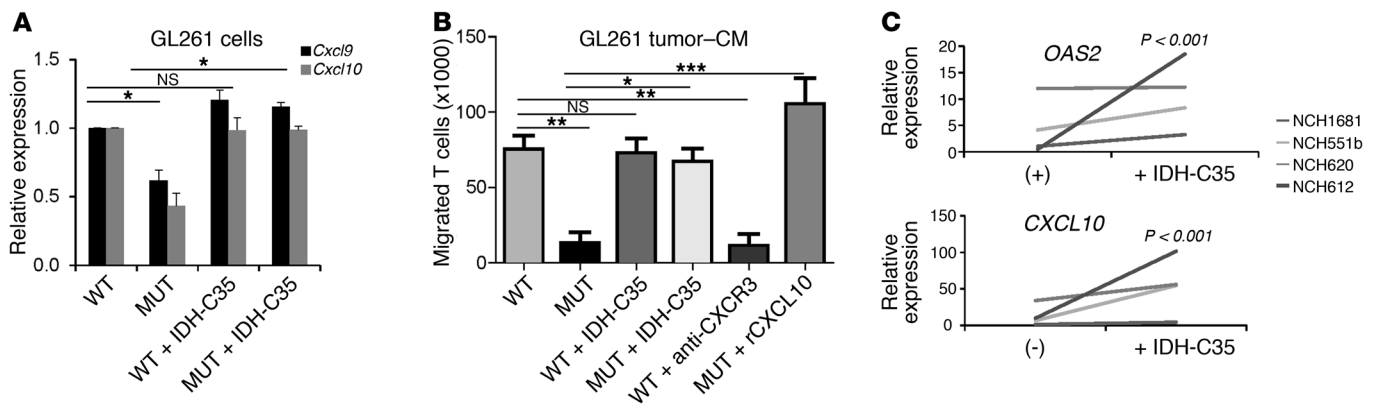 A
GL261 cells
Cxcl9
Cxcl10
Relative expression
1.5
1.0
0.5
0.0
*
NS
*
WT
MUT
WT + IDH-C35
MUT + IDH-C35
B
GL261 tumor–CM
Migrated T cells (x1000)
150
100
50
0
***
*
**
NS
**
WT
MUT
WT + IDH-C35
MUT + IDH-C35
WT + anti-CXCR3
MUT + rCXCL10
C
OAS2
P < 0.001
Relative
expression
20
15
10
5
0
(+)
+ IDH-C35
CXCL10
P < 0.001
Relative
expression
150
100
50
0
(-)
+ IDH-C35
NCH1681
NCH551b
NCH620
NCH612